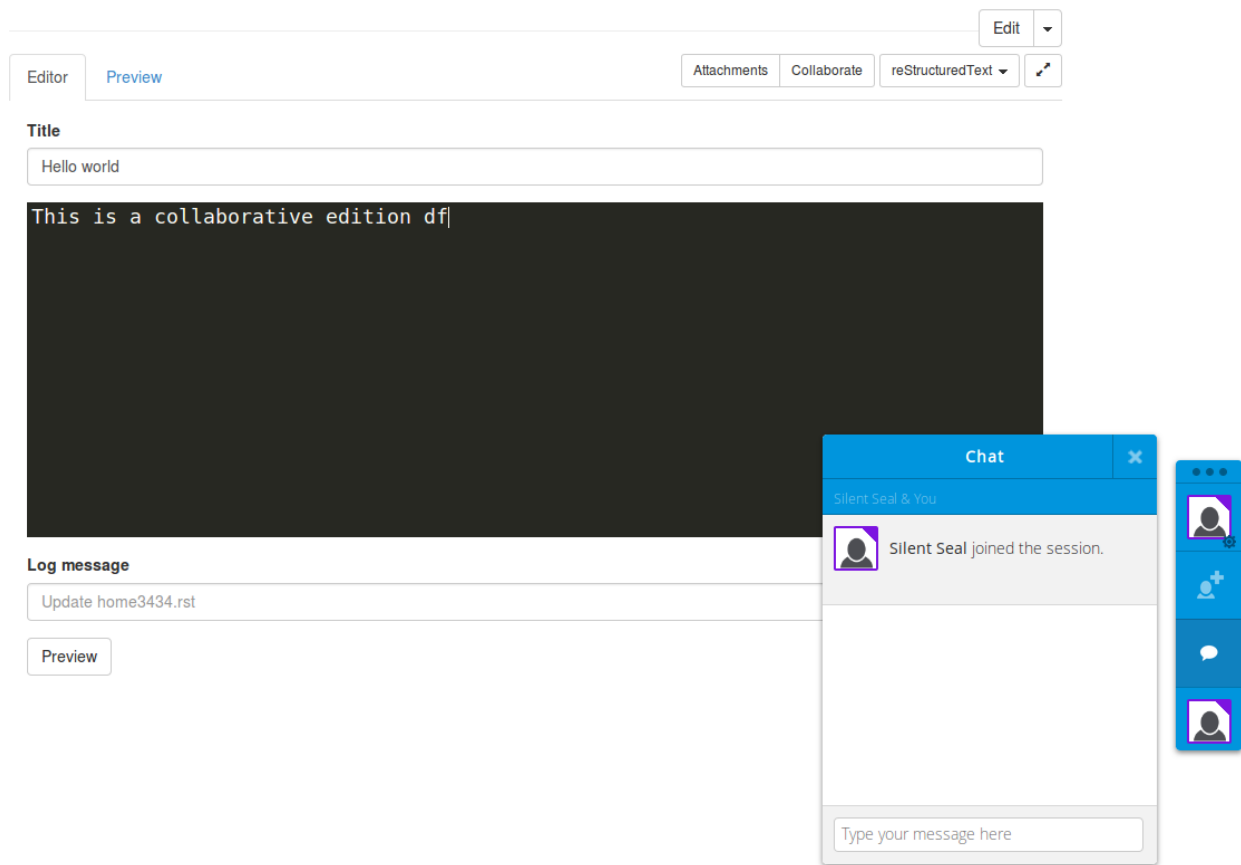 Edit
Editor Preview Attachments Collaborate reStructuredText
Title
Hello world
This is a collaborative edition df
Chat
Silent Seal & You
Silent Seal joined the session.
Log message
Update home3434.rst
Preview
Type your message here